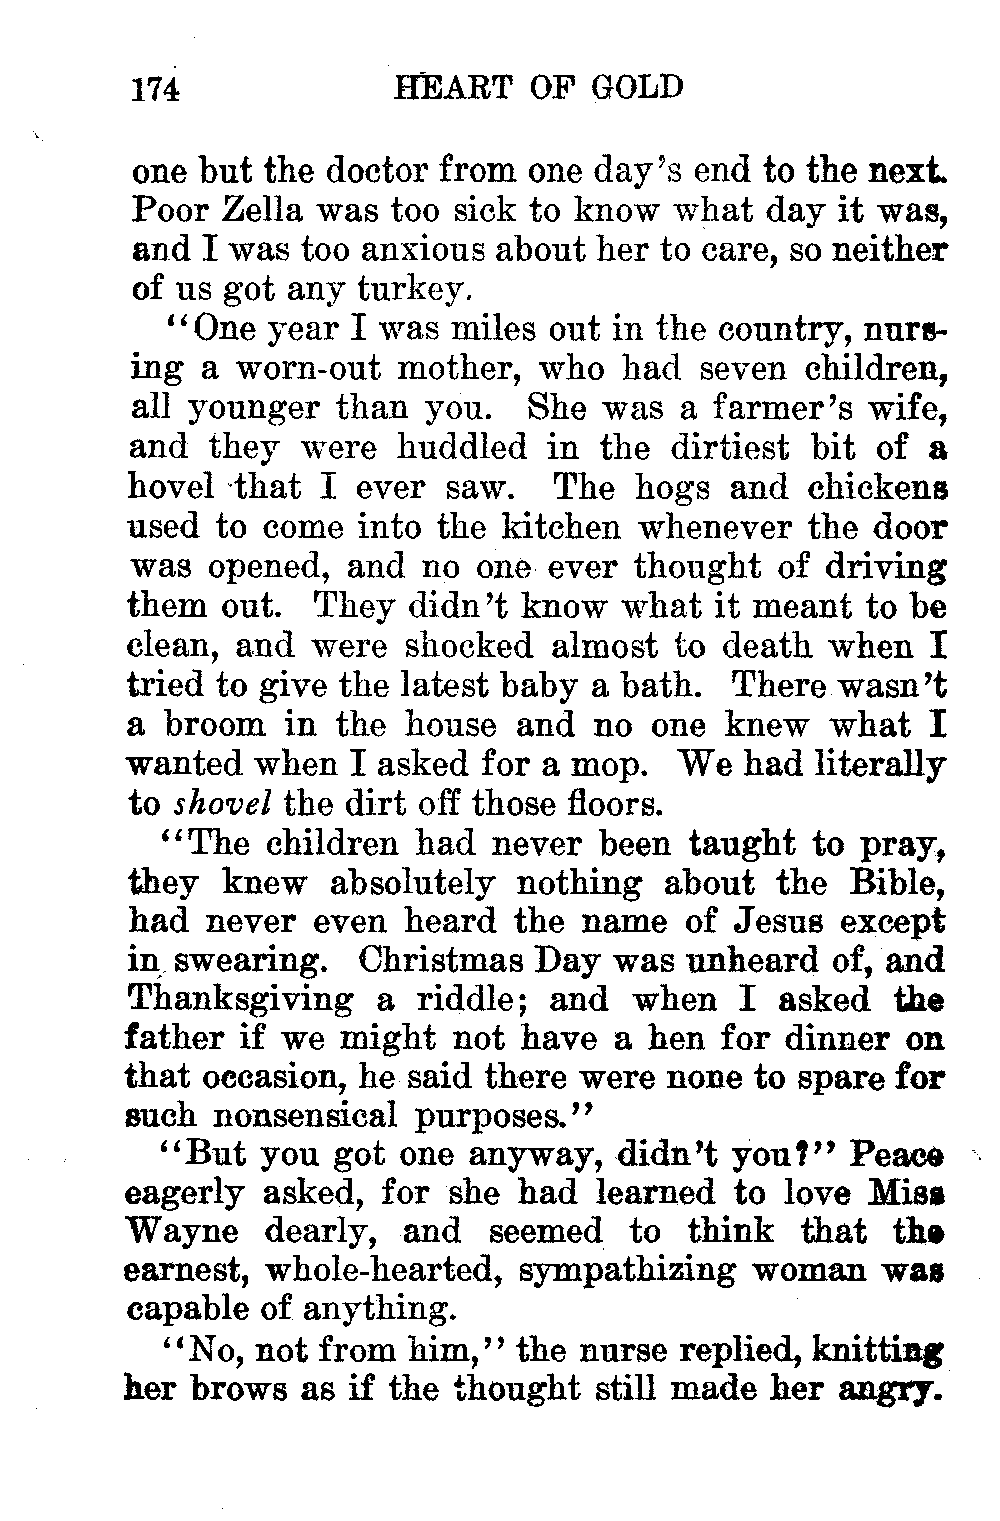 174 HEART OF GOLD
one but the doctor from one day's end to the next.
Poor Zella was too sick to know what day it was,
and I was too anxious about her to care, so neither
of us got any turkey.
"One year I was miles out in the country, nurs-
ing a worn-out mother, who had seven children,
all younger than you. She was a farmer's wife,
and they were huddled in the dirtiest bit of a
hovel that I ever saw. The hogs and chickens
used to come into the kitchen whenever the door
was opened, and no one ever thought of driving
them out. They didn't know what it meant to be
clean, and were shocked almost to death when I
tried to give the latest baby a bath. There wasn't
a broom in the house and no one knew what I
wanted when I asked for a mop. We had literally
to shovel the dirt off those floors.
"The children had never been taught to pray,
they knew absolutely nothing about the Bible,
had never even heard the name of Jesus except
in swearing. Christmas Day was unheard of, and
Thanksgiving a riddle; and when I asked the
father if we might not have a hen for dinner on
that occasion, he said there were none to spare for
such nonsensical purposes."
"But you got one anyway, didn't you?" Peace
eagerly asked, for she had learned to love Miss
Wayne dearly, and seemed to think that the
earnest, whole-hearted, sympathizing woman was
capable of anything.
"No, not from him," the nurse replied, knitting
her brows as if the thought still made her angry.